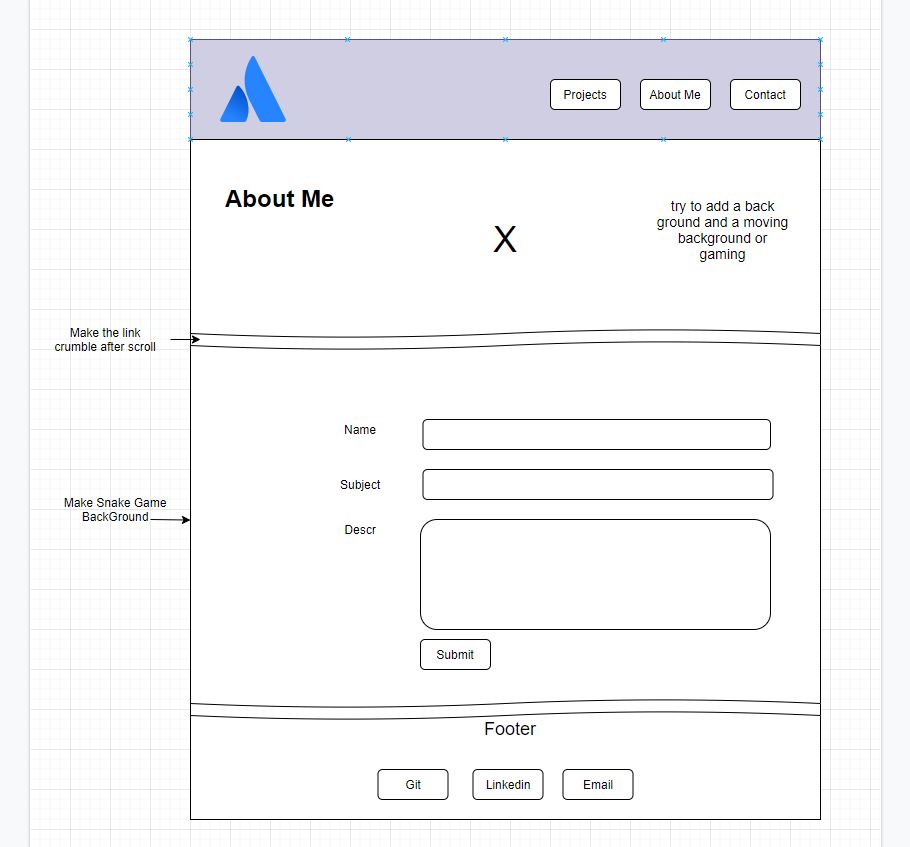 Projects
About Me
Contact
About Me
X
try to add a back
ground and a moving
background or
gaming
Make the link
crumble after scroll
Name
Subject
Make Snake Game
BackGround
Descr
Submit
Footer
Git
Linkedin
Email